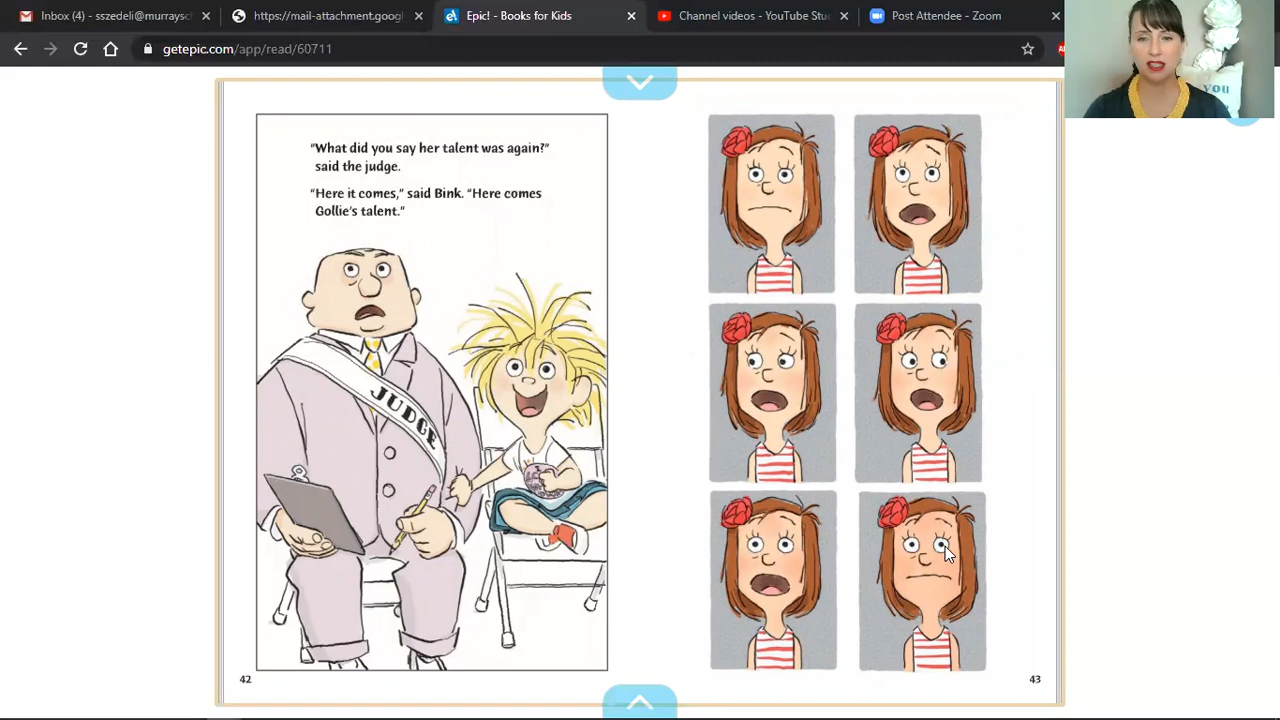 Inbox (4) - sszedeli@murraysch
https://mail-attachment.googl
Epic! - Books for Kids
Channel videos - YouTube Stu
Post Attendee - Zoom
getepic.com/app/read/60711
"What did you say her talent was again?"
said the judge.
"Here it comes," said Bink. "Here comes
Gollie's talent."
JUDGE
42
43
you